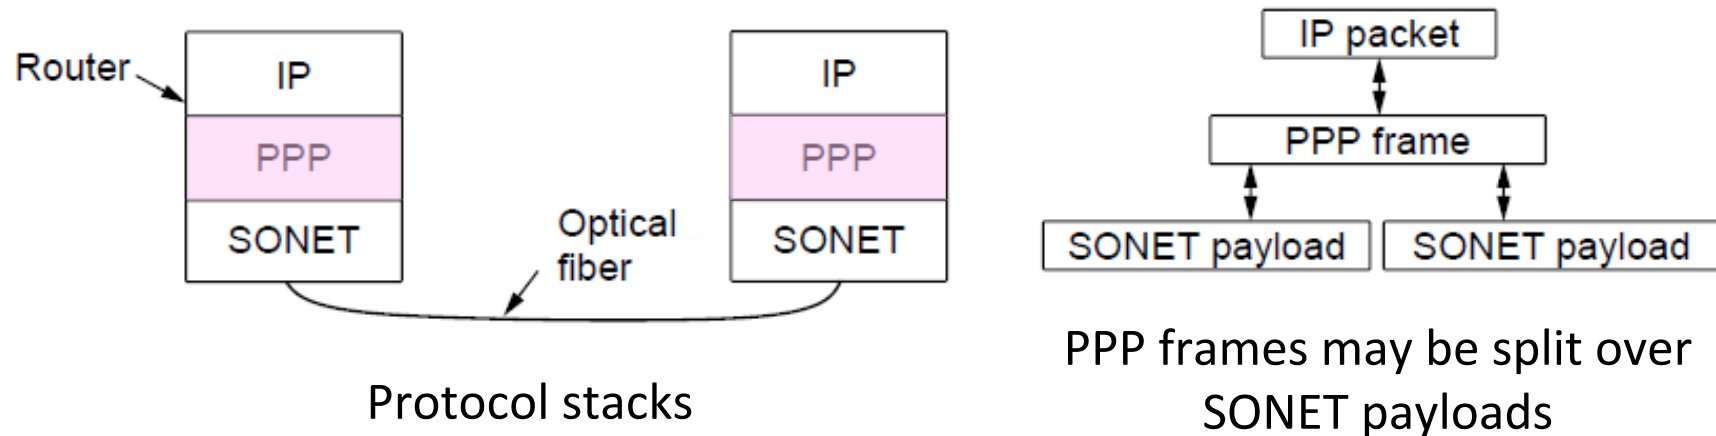 Router
IP
PPP
SONET
Optical
fiber
IP
PPP
SONET
Protocol stacks
IP packet
PPP frame
SONET payload
SONET payload
PPP frames may be split over
SONET payloads